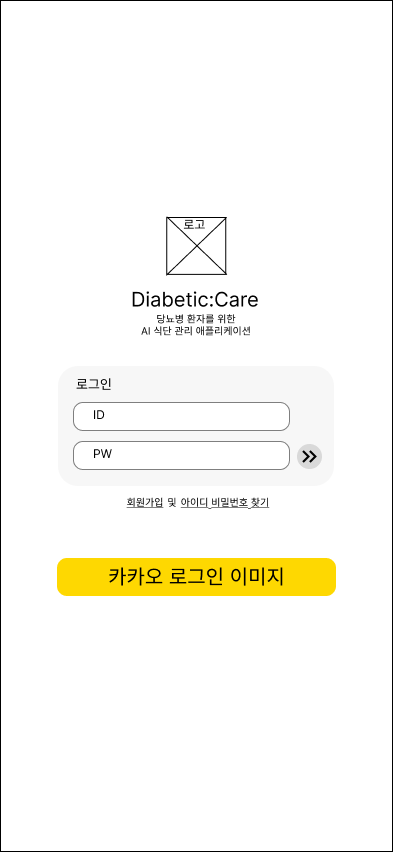 로고
Diabetic:Care
당뇨병 환자를 위한
AI 식단 관리 애플리케이션
로그인
ID
PW
회원가입 및 아이디 비밀번호 찾기
카카오 로그인 이미지